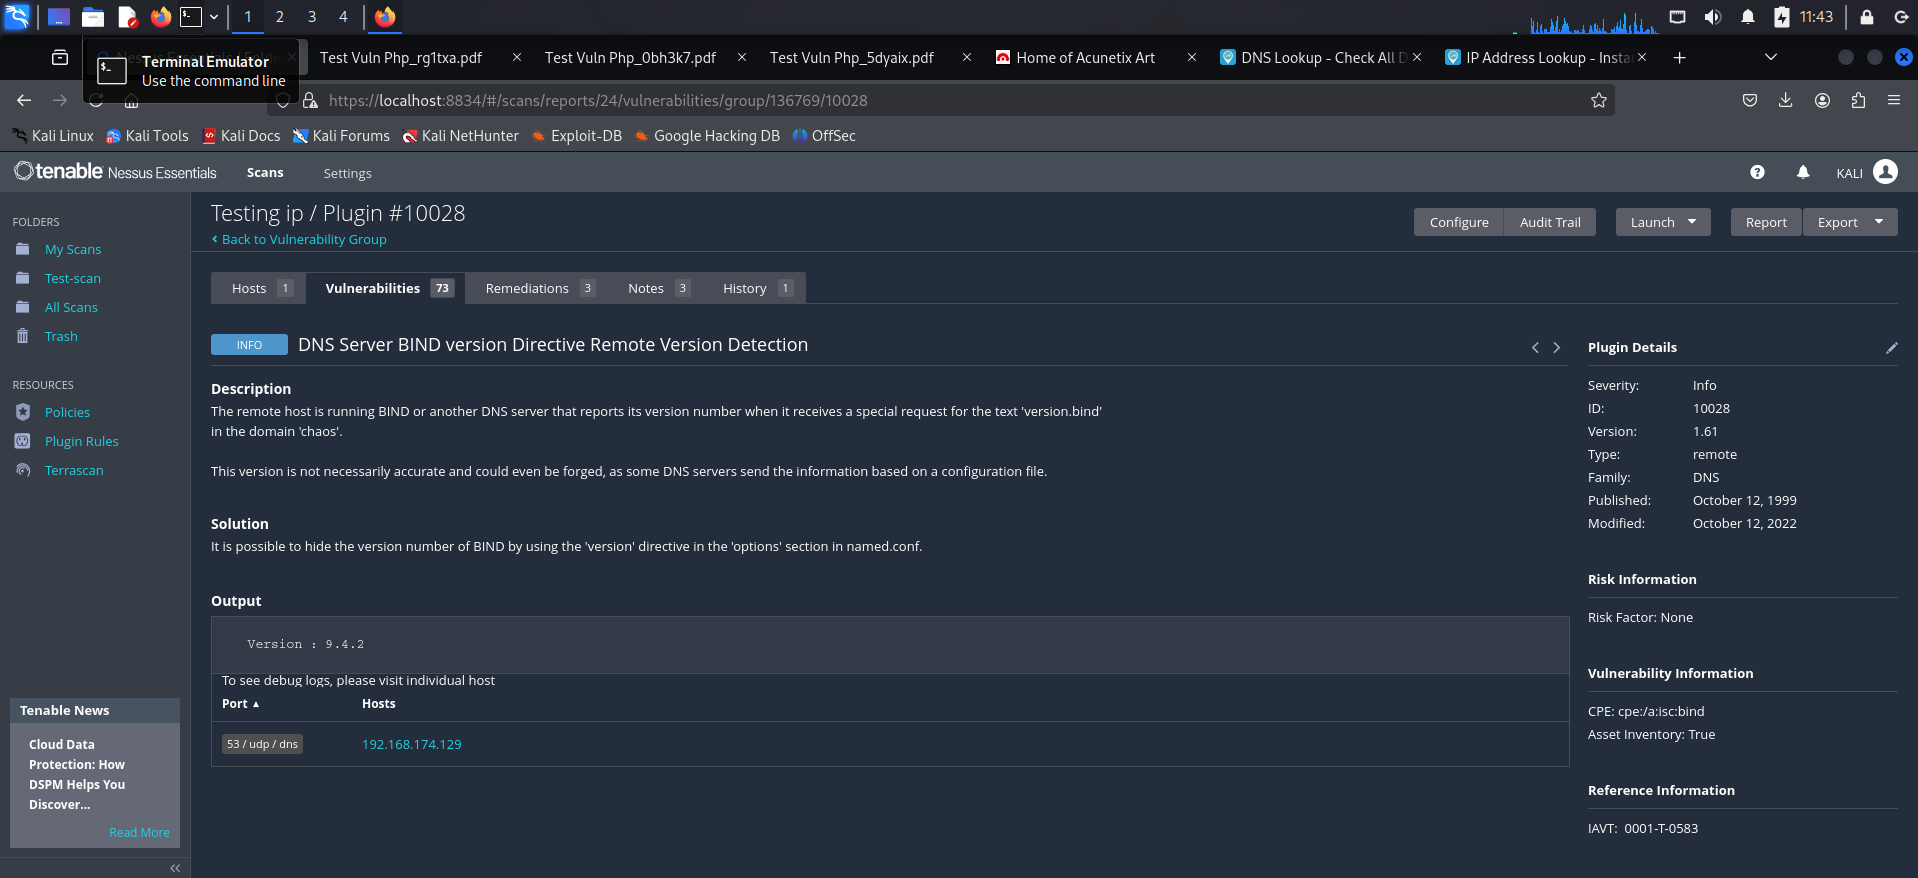 1 2 3 4
11:43
Terminal Emulator
Use the command line
Test Vuln Php_rg1txa.pdf
Test Vuln Php_0bh3k7.pdf
Test Vuln Php_5dyaix.pdf
Home of Acunetix Art
DNS Lookup - Check All D
IP Address Lookup - Insta
https://localhost:8834/#/scans/reports/24/vulnerabilities/group/136769/10028
Kali Linux Kali Tools Kali Docs Kali Forums Kali NetHunter Exploit-DB Google Hacking DB OffSec
tenable Nessus Essentials Scans Settings KALI
FOLDERS
My Scans
Test-scan
All Scans
Trash
RESOURCES
Policies
Plugin Rules
Terrascan
Tenable News
Cloud Data
Protection: How
DSPM Helps You
Discover...
Read More
Testing ip / Plugin #10028
‹ Back to Vulnerability Group
Configure Audit Trail Launch Report Export
Hosts 1 Vulnerabilities 73 Remediations 3 Notes 3 History 1
INFO DNS Server BIND version Directive Remote Version Detection
Description
The remote host is running BIND or another DNS server that reports its version number when it receives a special request for the text 'version.bind'
in the domain 'chaos'.
This version is not necessarily accurate and could even be forged, as some DNS servers send the information based on a configuration file.
Solution
It is possible to hide the version number of BIND by using the 'version' directive in the 'options' section in named.conf.
Output
Version : 9.4.2
To see debug logs, please visit individual host
Port ▲ Hosts
53 / udp / dns 192.168.174.129
Plugin Details
Severity: Info
ID: 10028
Version: 1.61
Type: remote
Family: DNS
Published: October 12, 1999
Modified: October 12, 2022
Risk Information
Risk Factor: None
Vulnerability Information
CPE: cpe:/a:isc:bind
Asset Inventory: True
Reference Information
IAVT: 0001-T-0583